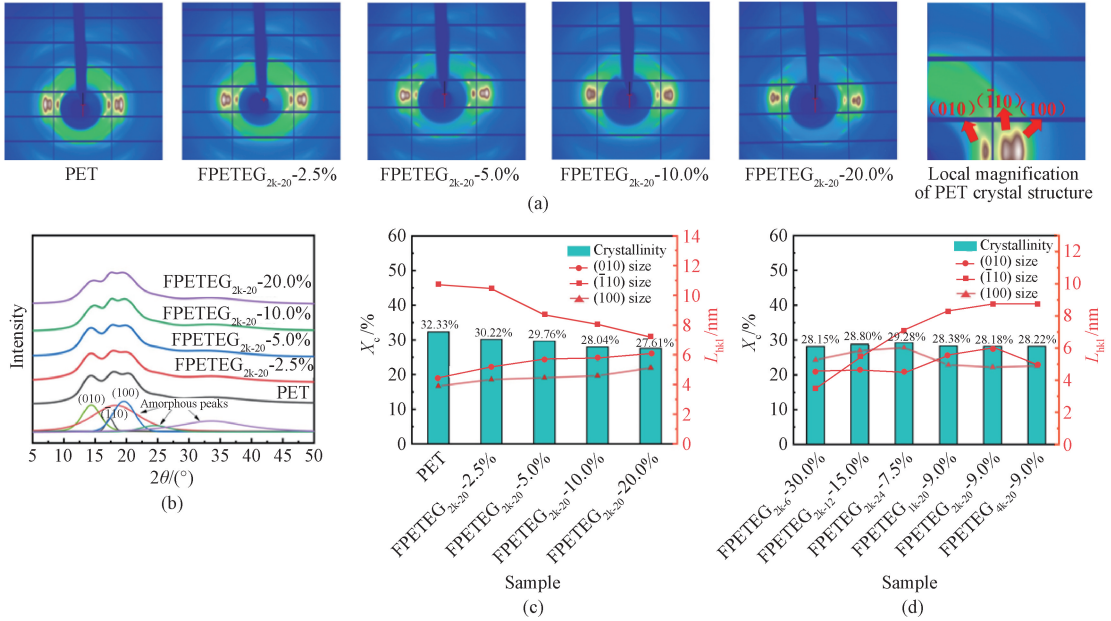 PET
FPETEG2k-20-2.5%
FPETEG2k-20-5.0%
FPETEG2k-20-10.0%
FPETEG2k-20-20.0%
(010)
(1̄10)
(100)
Local magnification
of PET crystal structure
(a)
Intensity
FPETEG2k-20-20.0%
FPETEG2k-20-10.0%
FPETEG2k-20-5.0%
FPETEG2k-20-2.5%
PET
(010)
(1̄10)
(100)
Amorphous peaks
5 10 15 20 25 30 35 40 45 50
2θ/(°)
(b)
Xc/%
60
50
40
30
20
10
0
Crystallinity
(010) size
(1̄10) size
(100) size
32.33% 30.22% 29.76% 28.04% 27.61%
14
12
10
8
6
4
2
0
Lhkl/nm
PET
FPETEG2k-20-2.5%
FPETEG2k-20-5.0%
FPETEG2k-20-10.0%
FPETEG2k-20-20.0%
Sample
(c)
Xc/%
60
50
40
30
20
10
0
Crystallinity
(010) size
(1̄10) size
(100) size
28.15% 28.80% 29.28% 28.38% 28.18% 28.22%
12
10
8
6
4
2
0
Lhkl/nm
FPETEG2k-6-30.0%
FPETEG2k-12-15.0%
FPETEG2k-24-7.5%
FPETEG1k-20-9.0%
FPETEG2k-20-9.0%
FPETEG4k-20-9.0%
Sample
(d)